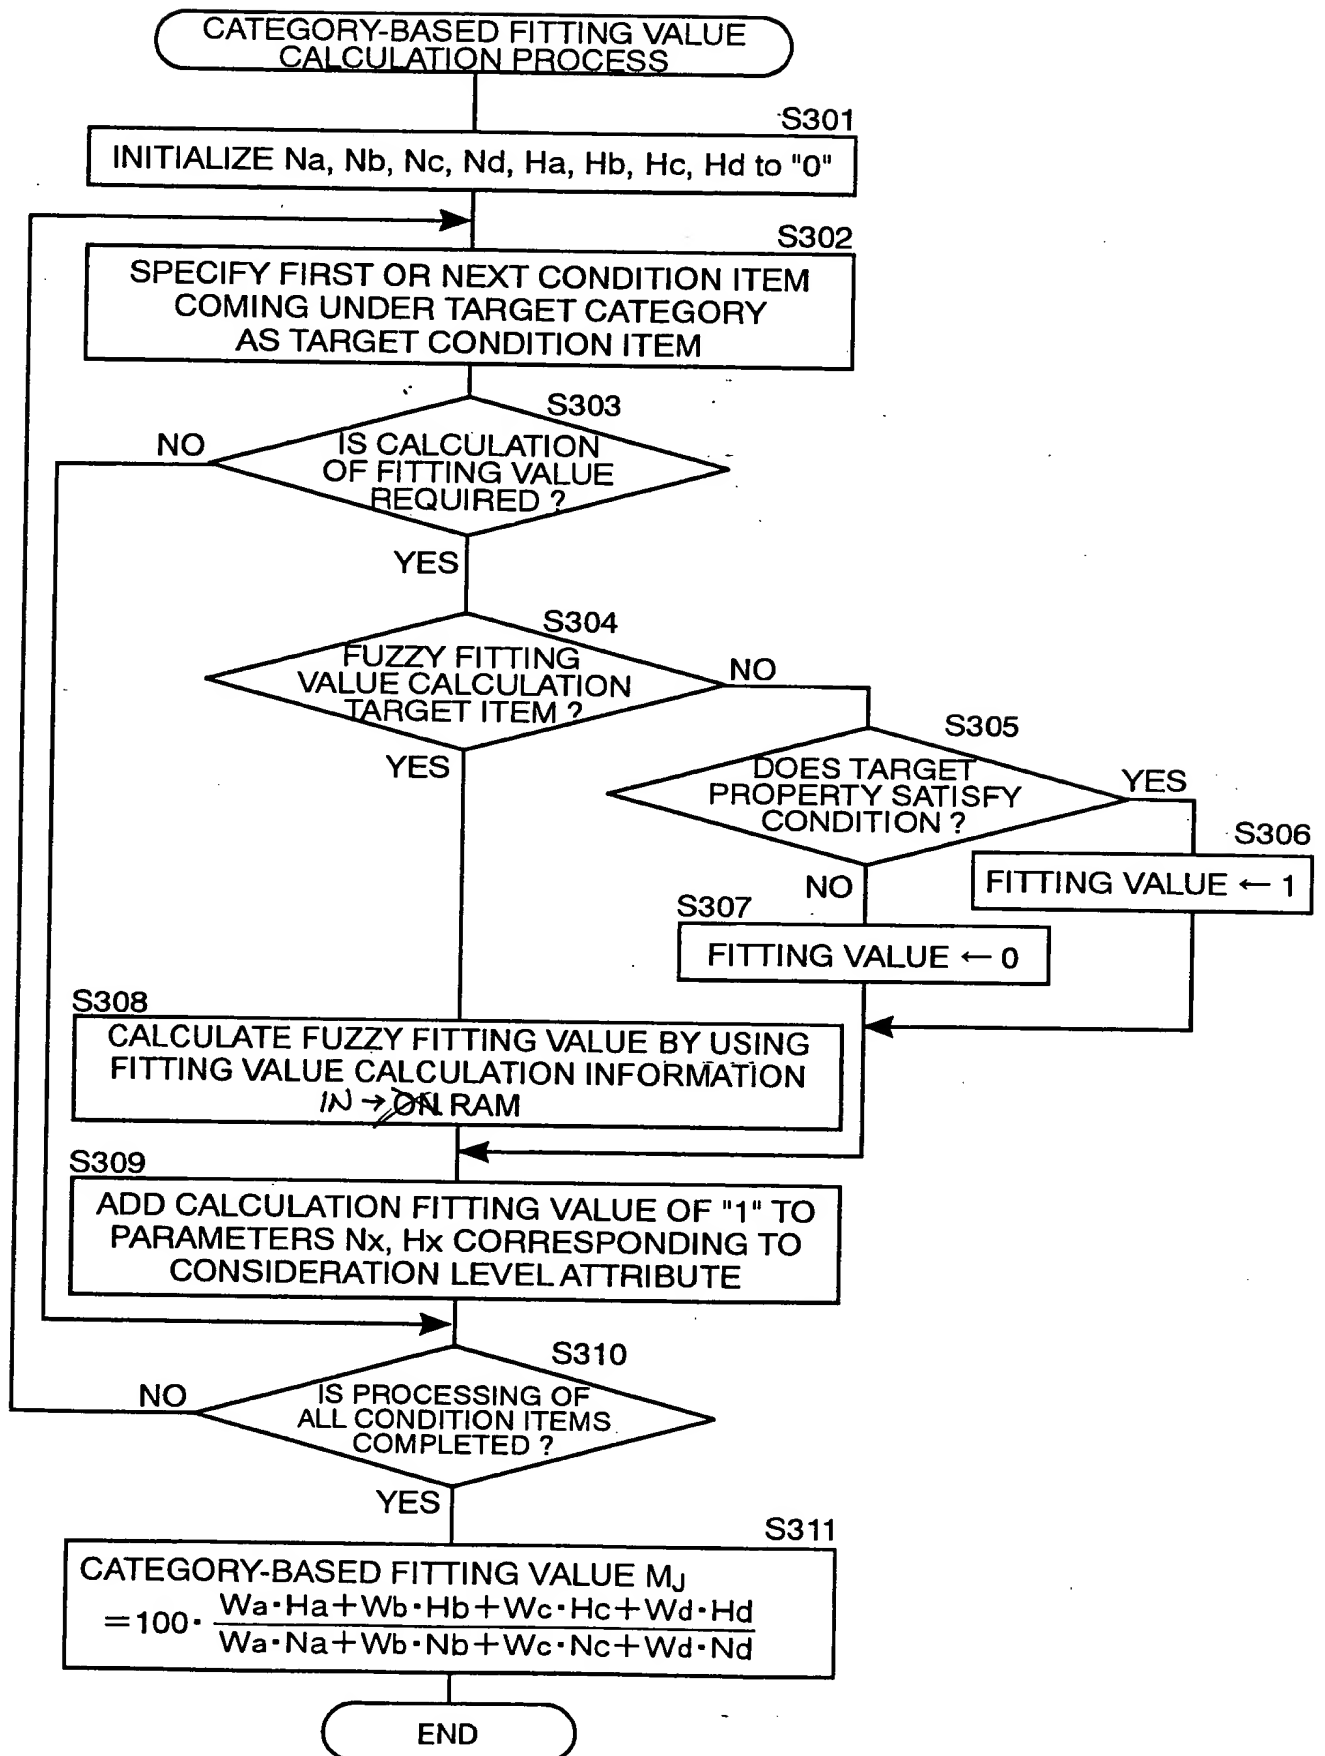 CATEGORY-BASED FITTING VALUE
CALCULATION PROCESS
S301
INITIALIZE Na, Nb, Nc, Nd, Ha, Hb, Hc, Hd to "0"
S302
SPECIFY FIRST OR NEXT CONDITION ITEM
COMING UNDER TARGET CATEGORY
AS TARGET CONDITION ITEM
S303
NO
IS CALCULATION
OF FITTING VALUE
REQUIRED ?
YES
S304
FUZZY FITTING
VALUE CALCULATION
TARGET ITEM ?
NO
YES
S305
DOES TARGET
PROPERTY SATISFY
CONDITION ?
YES
S306
FITTING VALUE ← 1
NO
S307
FITTING VALUE ← 0
S308
CALCULATE FUZZY FITTING VALUE BY USING
FITTING VALUE CALCULATION INFORMATION
IN → ON RAM
S309
ADD CALCULATION FITTING VALUE OF "1" TO
PARAMETERS Nx, Hx CORRESPONDING TO
CONSIDERATION LEVEL ATTRIBUTE
S310
NO
IS PROCESSING OF
ALL CONDITION ITEMS
COMPLETED ?
YES
S311
CATEGORY-BASED FITTING VALUE MJ
=100· Wa·Ha+Wb·Hb+Wc·Hc+Wd·Hd
Wa·Na+Wb·Nb+Wc·Nc+Wd·Nd
END